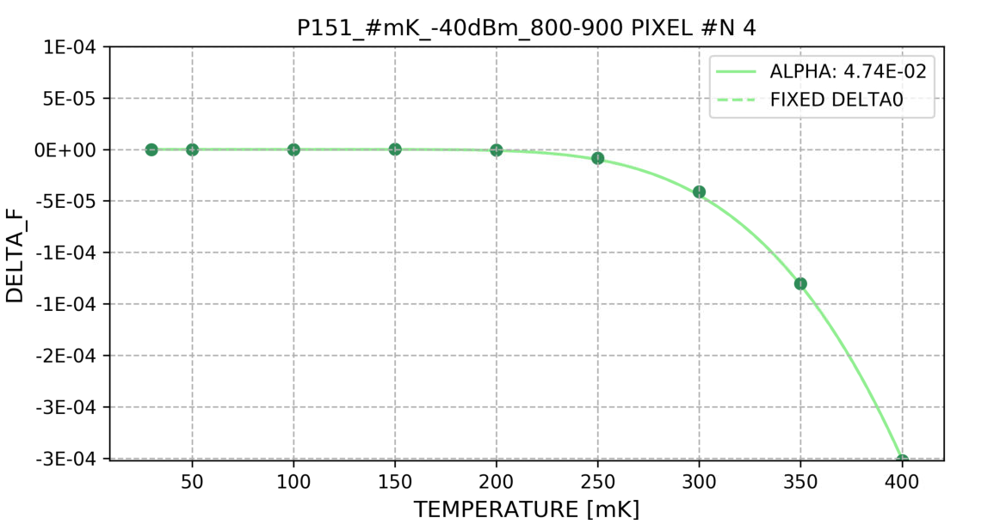 P151_#mK_-40dBm_800-900 PIXEL #N 4
1E-04
5E-05
0E+00
-5E-05
-1E-04
-1E-04
-2E-04
-3E-04
-3E-04
DELTA_F
ALPHA: 4.74E-02
FIXED DELTA0
50 100 150 200 250 300 350 400
TEMPERATURE [mK]